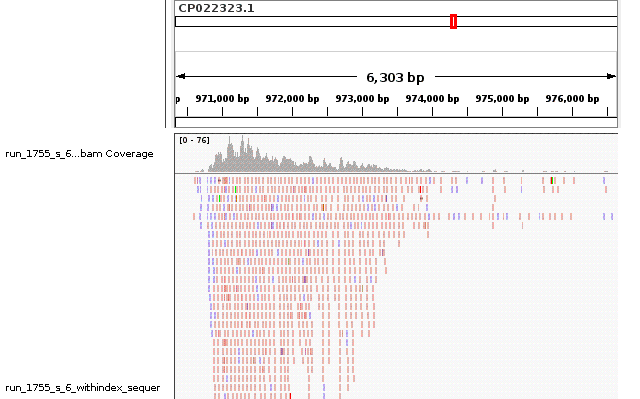 CP022323.1
6,303 bp
p 971,000 bp 972,000 bp 973,000 bp 974,000 bp 975,000 bp 976,000 bp
[0 - 76]
run_1755_s_6...bam Coverage
run_1755_s_6_withindex_sequer